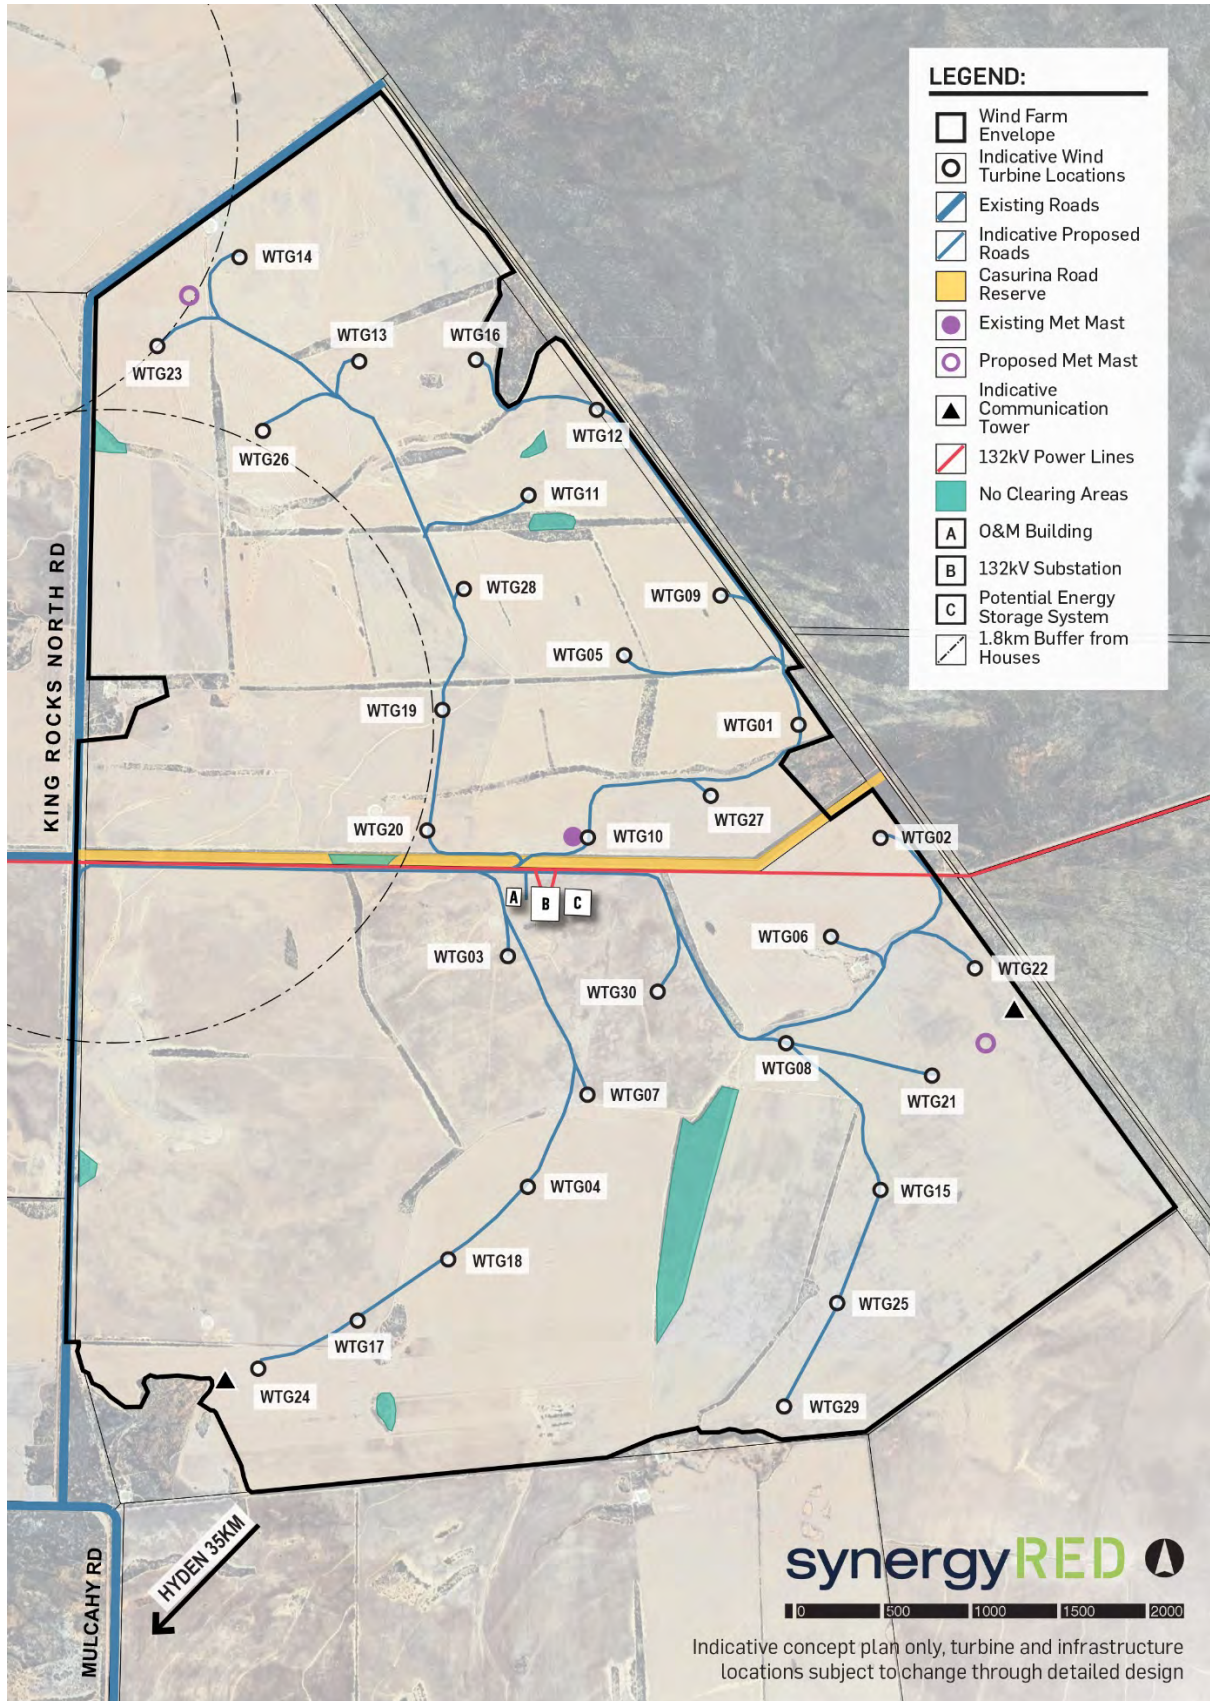 LEGEND:
Wind Farm
Envelope
Indicative Wind
Turbine Locations
Existing Roads
Indicative Proposed
Roads
Casurina Road
Reserve
Existing Met Mast
Proposed Met Mast
Indicative
Communication
Tower
132kV Power Lines
No Clearing Areas
A O&M Building
B 132kV Substation
C Potential Energy
Storage System
1.8km Buffer from
Houses
WTG14
WTG13
WTG16
WTG23
WTG12
WTG26
WTG11
WTG28
WTG09
WTG05
WTG19
WTG01
KING ROCKS NORTH RD
WTG27
WTG20
WTG10
WTG02
A
B
C
WTG06
WTG03
WTG22
WTG30
WTG08
WTG07
WTG21
WTG04
WTG15
WTG18
WTG25
WTG17
WTG24
WTG29
HYDEN 35KM
MULCAHY RD
synergyRED
0 500 1000 1500 2000
Indicative concept plan only, turbine and infrastructure
locations subject to change through detailed design